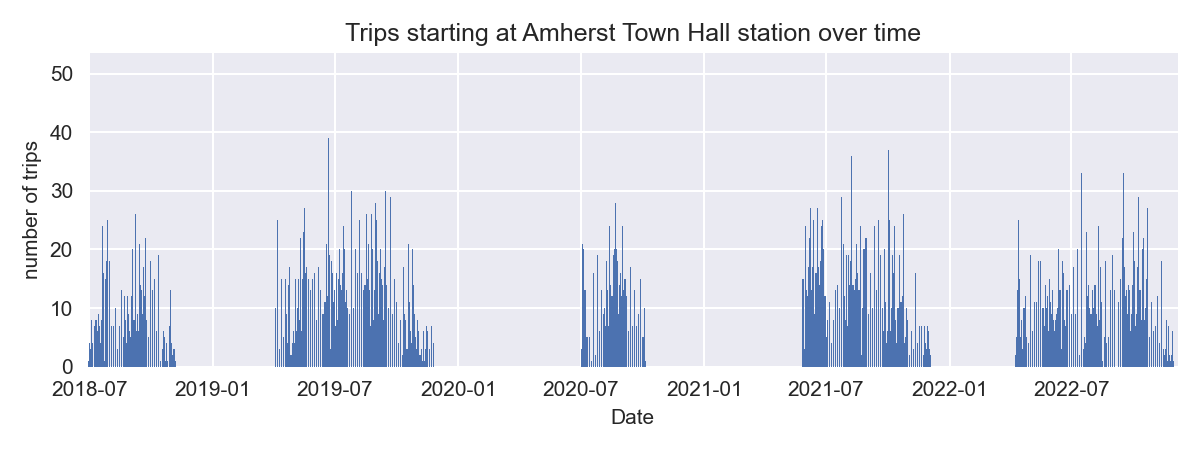 Trips starting at Amherst Town Hall station over time
number of trips
50
40
30
20
10
0
2018-07 2019-01 2019-07 2020-01 2020-07 2021-01 2021-07 2022-01 2022-07
Date